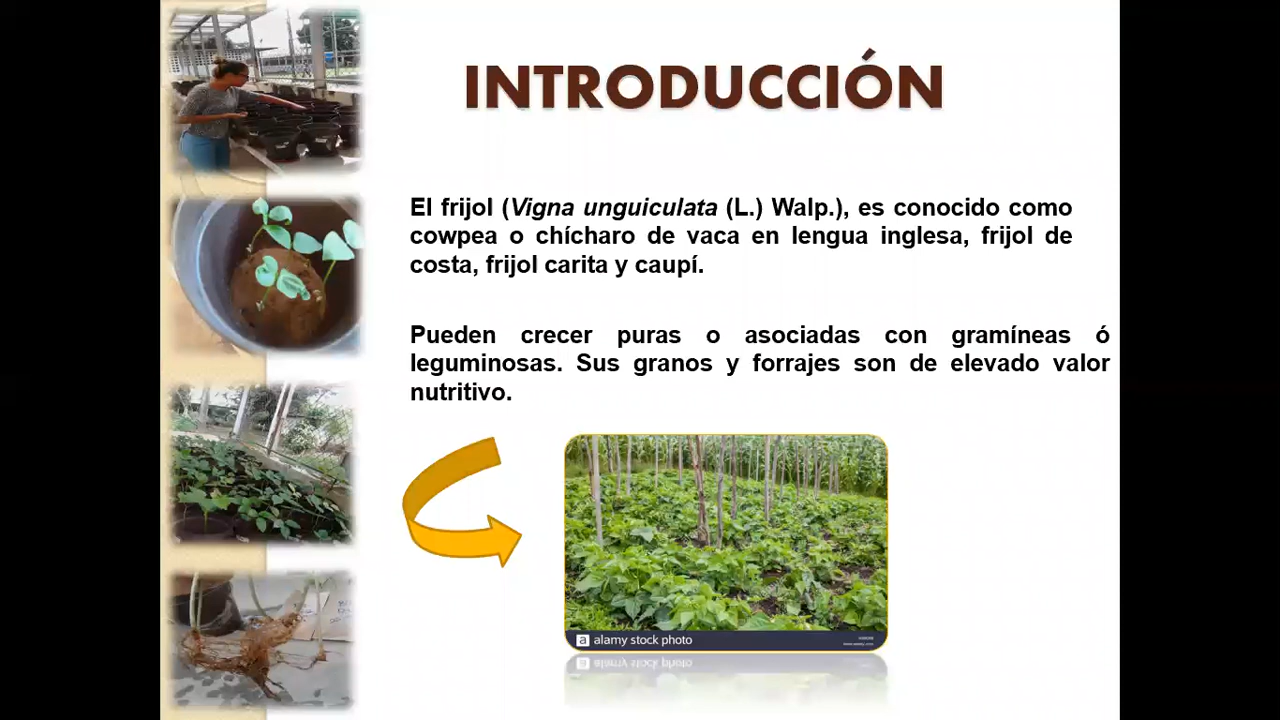 INTRODUCCIÓN
El frijol (Vigna unguiculata (L.) Walp.), es conocido como
cowpea o chícharo de vaca en lengua inglesa, frijol de
costa, frijol carita y caupí.
Pueden crecer puras o asociadas con gramíneas ó
leguminosas. Sus granos y forrajes son de elevado valor
nutritivo.
a alamy stock photo